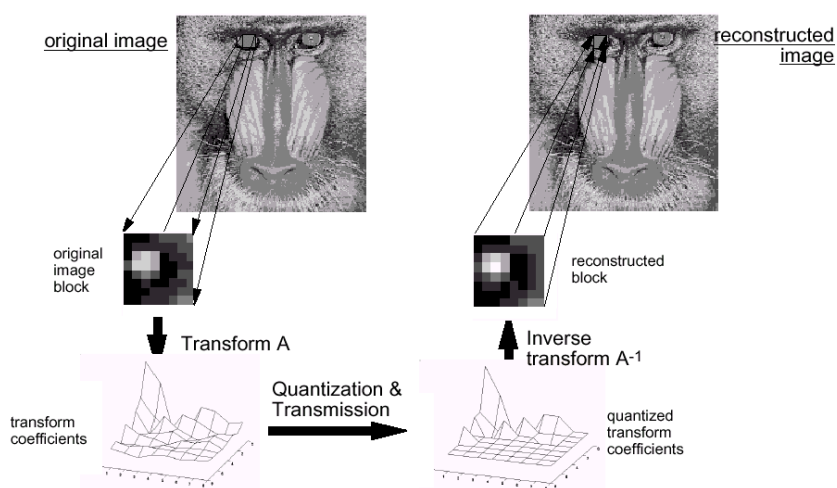 original image
reconstructed
image
original
image
block
reconstructed
block
Transform A
Inverse
transform A-1
transform
coefficients
Quantization &
Transmission
quantized
transform
coefficients